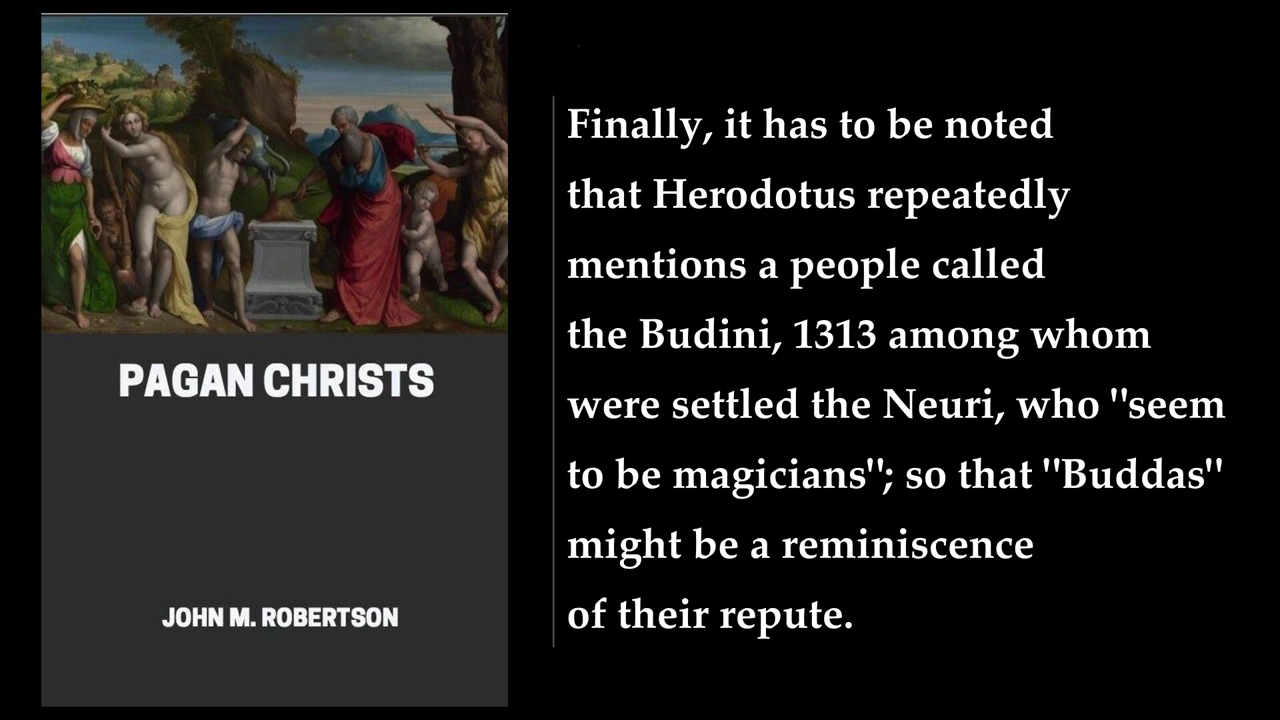 PAGAN CHRISTS
JOHN M. ROBERTSON
Finally, it has to be noted
that Herodotus repeatedly
mentions a people called
the Budini, 1313 among whom
were settled the Neuri, who "seem
to be magicians"; so that "Buddas"
might be a reminiscence
of their repute.